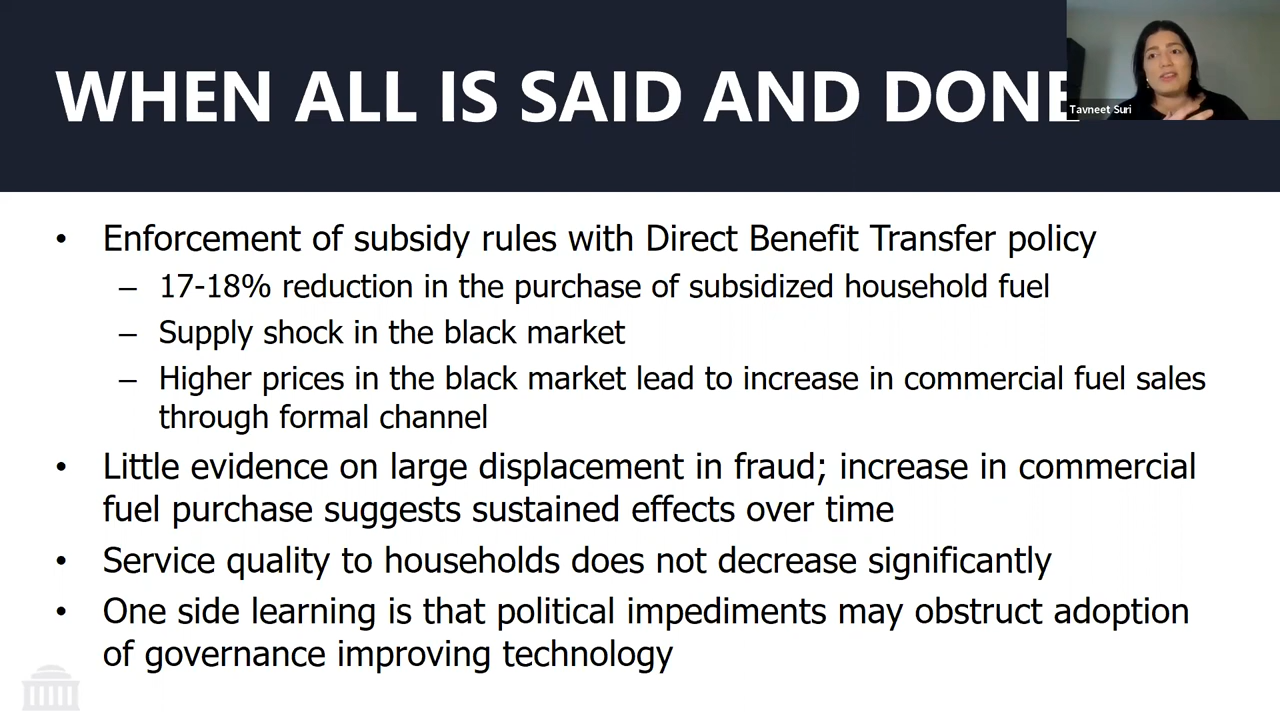 WHEN ALL IS SAID AND DONE
Tavneet Suri
• Enforcement of subsidy rules with Direct Benefit Transfer policy
– 17-18% reduction in the purchase of subsidized household fuel
– Supply shock in the black market
– Higher prices in the black market lead to increase in commercial fuel sales
through formal channel
• Little evidence on large displacement in fraud; increase in commercial
fuel purchase suggests sustained effects over time
• Service quality to households does not decrease significantly
• One side learning is that political impediments may obstruct adoption
of governance improving technology